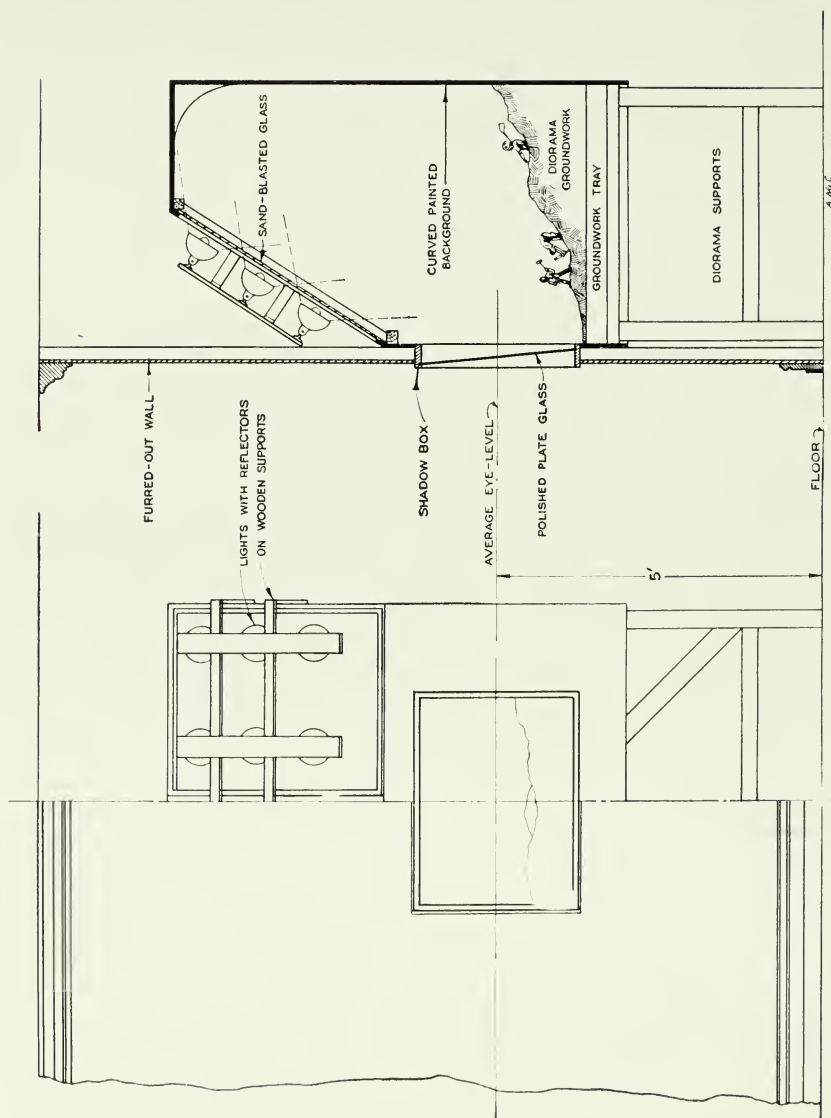 FURRED-OUT WALL
LIGHTS WITH REFLECTORS
ON WOODEN SUPPORTS
SAND-BLASTED GLASS
SHADOW BOX
CURVED PAINTED
BACKGROUND
AVERAGE EYE-LEVEL
POLISHED PLATE GLASS
DIORAMA
GROUNDWORK
GROUNDWORK TRAY
5'
DIORAMA SUPPORTS
FLOOR